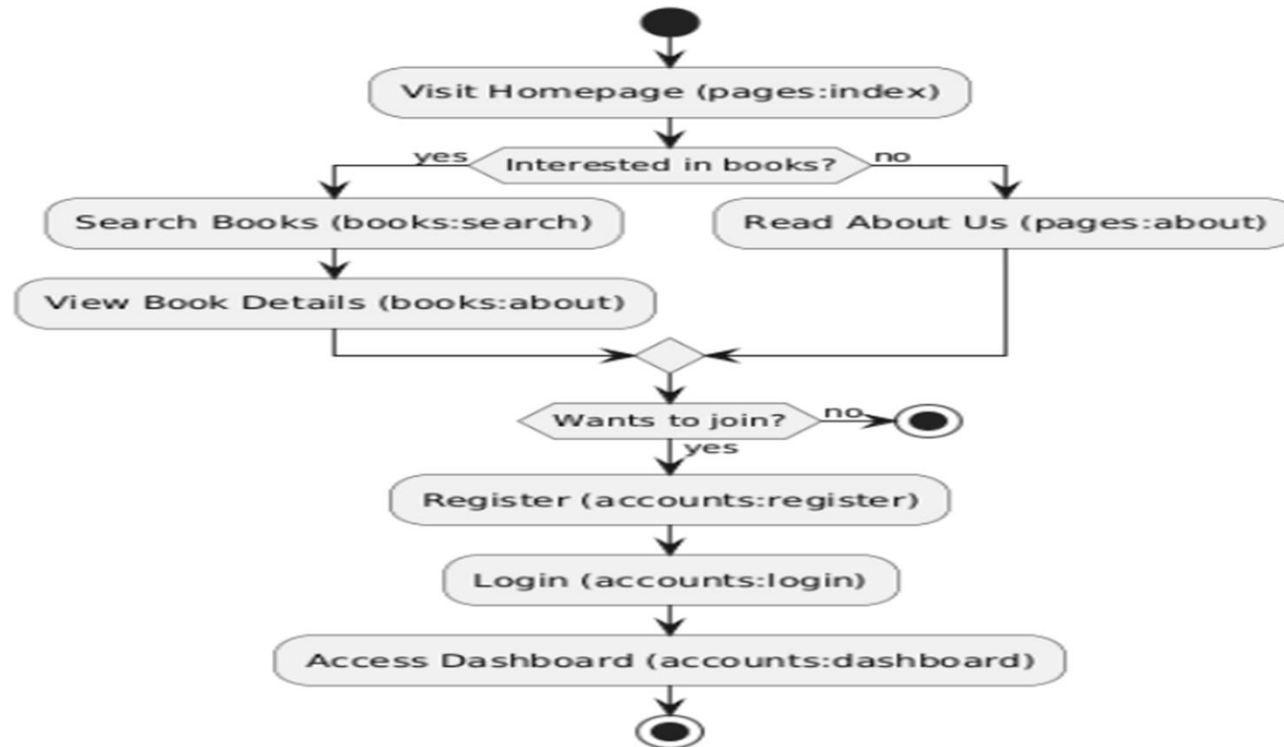 Visit Homepage (pages:index)
yes
Interested in books?
no
Search Books (books:search)
Read About Us (pages:about)
View Book Details (books:about)
Wants to join?
no
yes
Register (accounts:register)
Login (accounts:login)
Access Dashboard (accounts:dashboard)